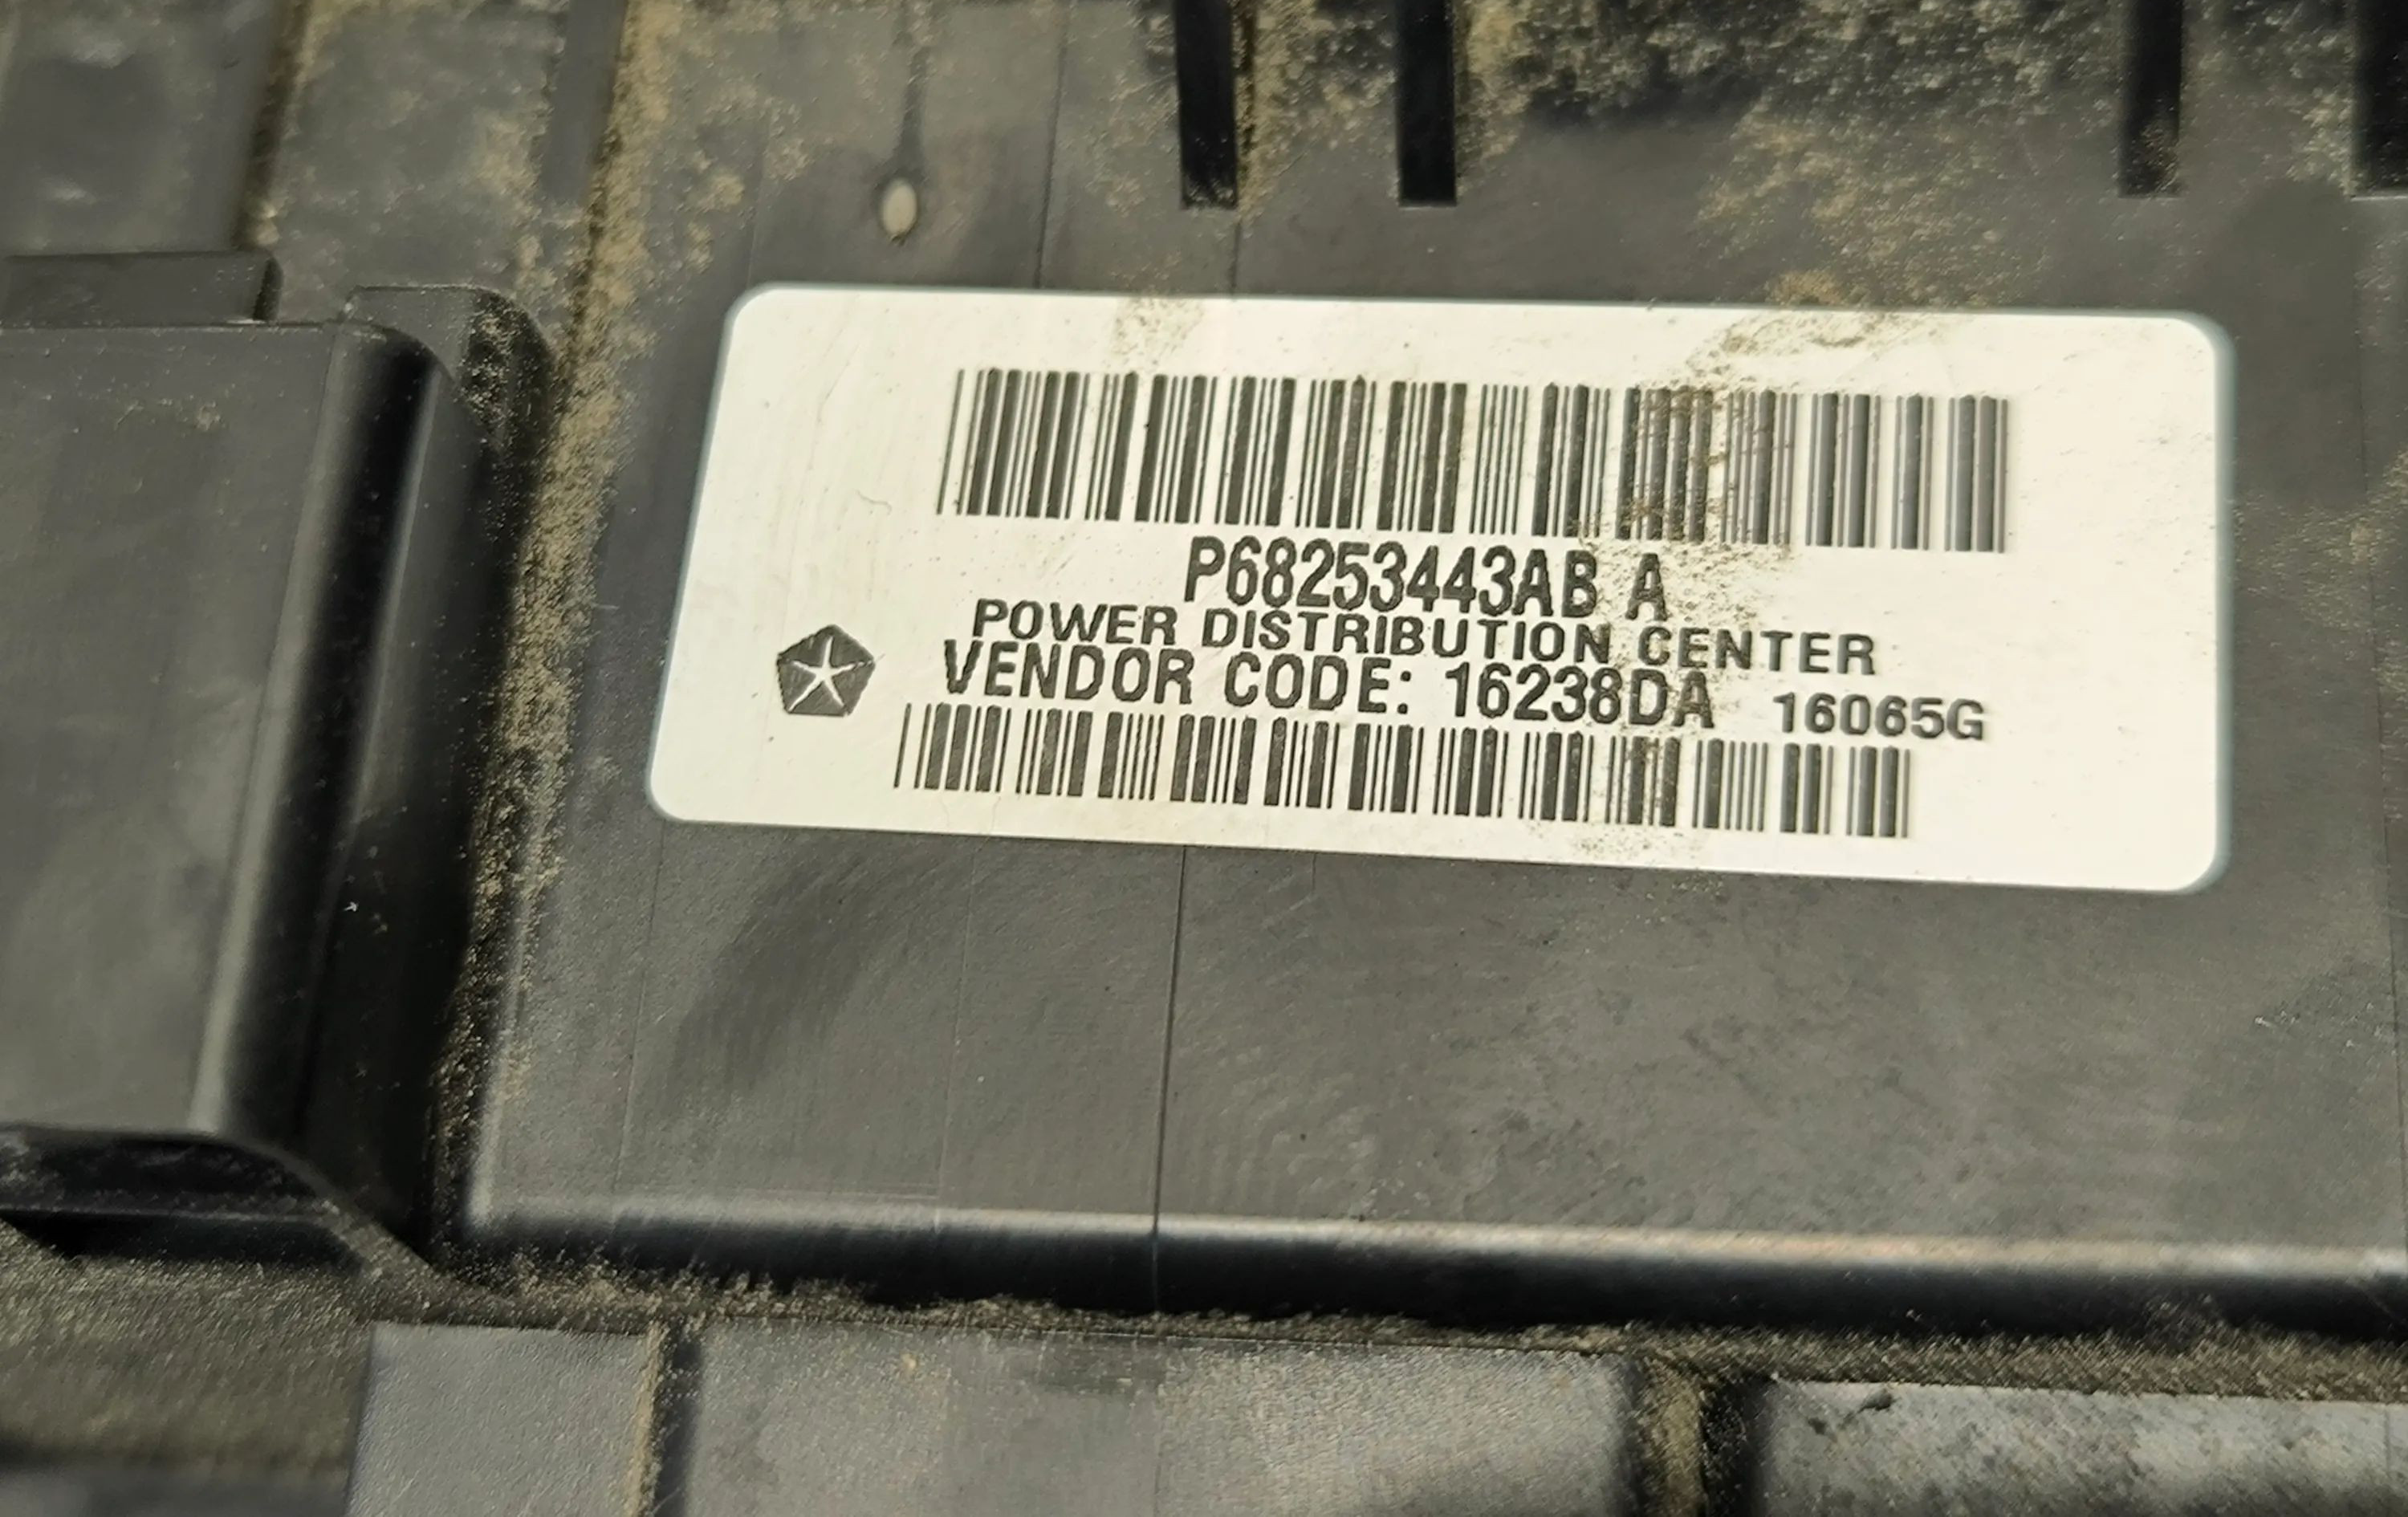 P68253443AB A
POWER DISTRIBUTION CENTER
VENDOR CODE: 16238DA 16065G